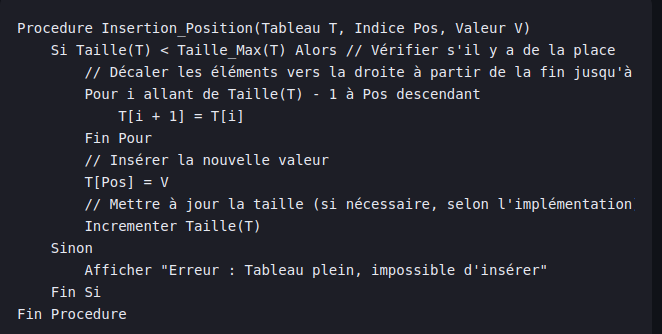 Procedure Insertion_Position(Tableau T, Indice Pos, Valeur V)
    Si Taille(T) < Taille_Max(T) Alors // Vérifier s'il y a de la place
        // Décaler les éléments vers la droite à partir de la fin jusqu'à
        Pour i allant de Taille(T) - 1 à Pos descendant
            T[i + 1] = T[i]
        Fin Pour
        // Insérer la nouvelle valeur
        T[Pos] = V
        // Mettre à jour la taille (si nécessaire, selon l'implémentation
        Incrementer Taille(T)
    Sinon
        Afficher "Erreur : Tableau plein, impossible d'insérer"
    Fin Si
Fin Procedure